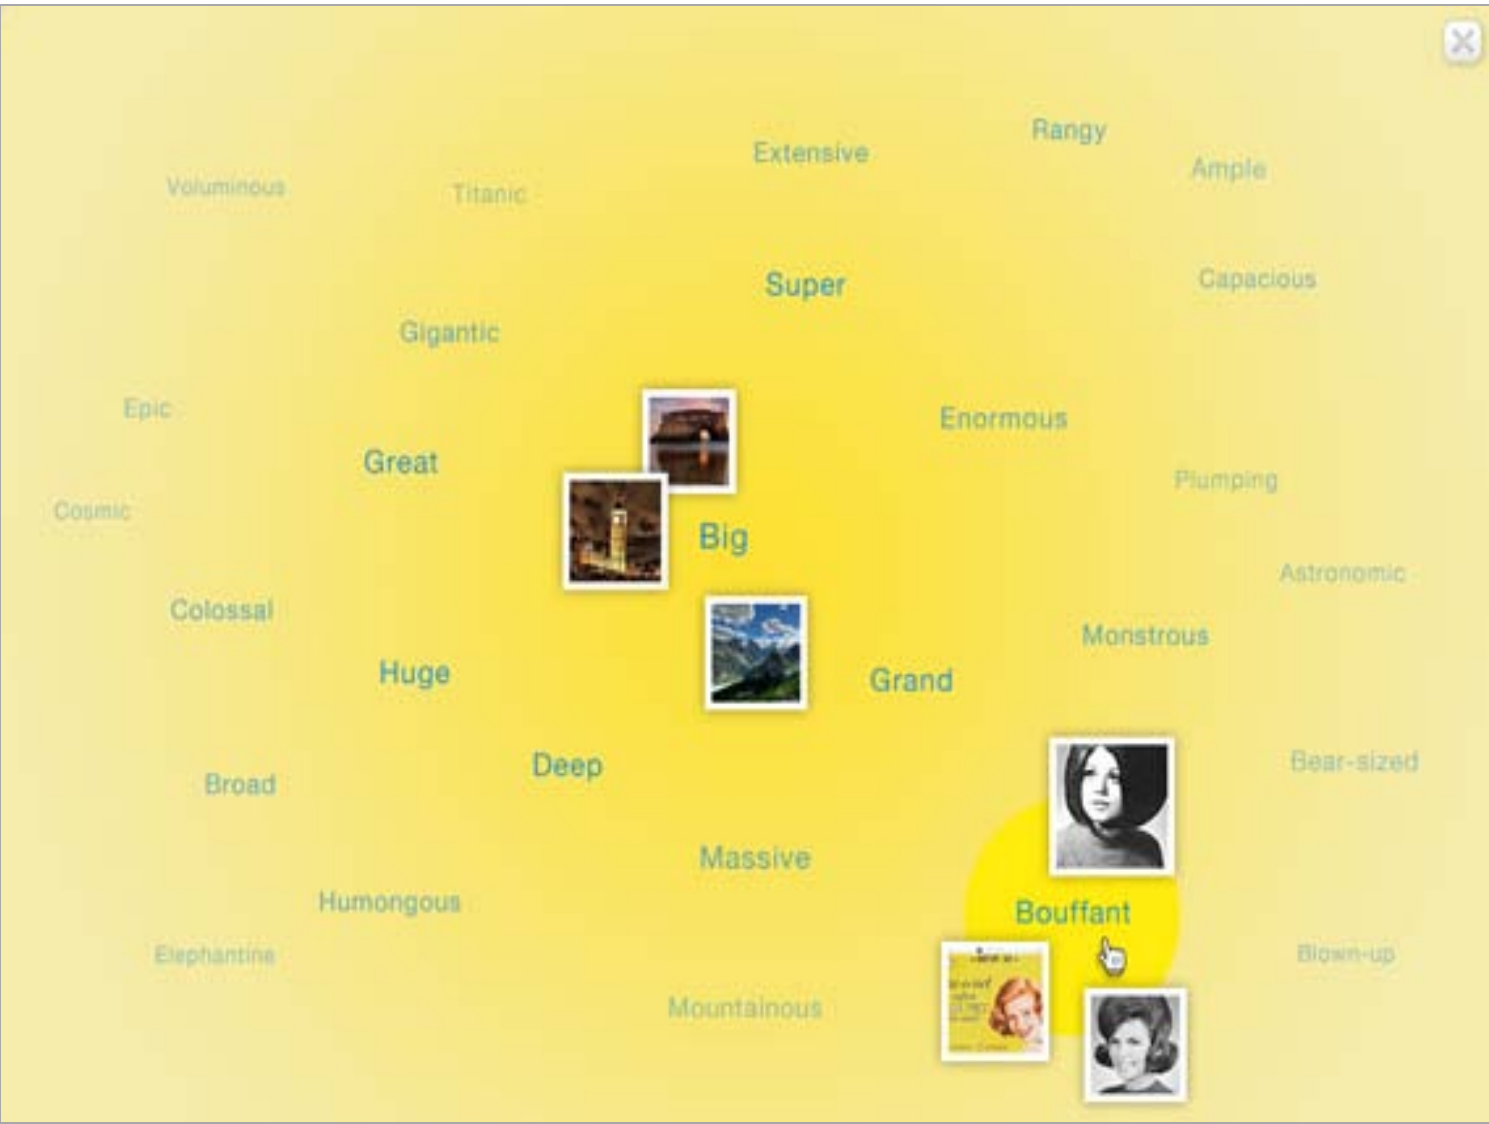 Rangy
Extensive
Ample
Voluminous
Titanic
Capacious
Super
Gigantic
Epic
Enormous
Great
Plumping
Cosmic
Big
Astronomic
Colossal
Monstrous
Huge
Grand
Bear-sized
Deep
Broad
Massive
Humongous
Bouffant
Elephantine
Blown-up
Mountainous